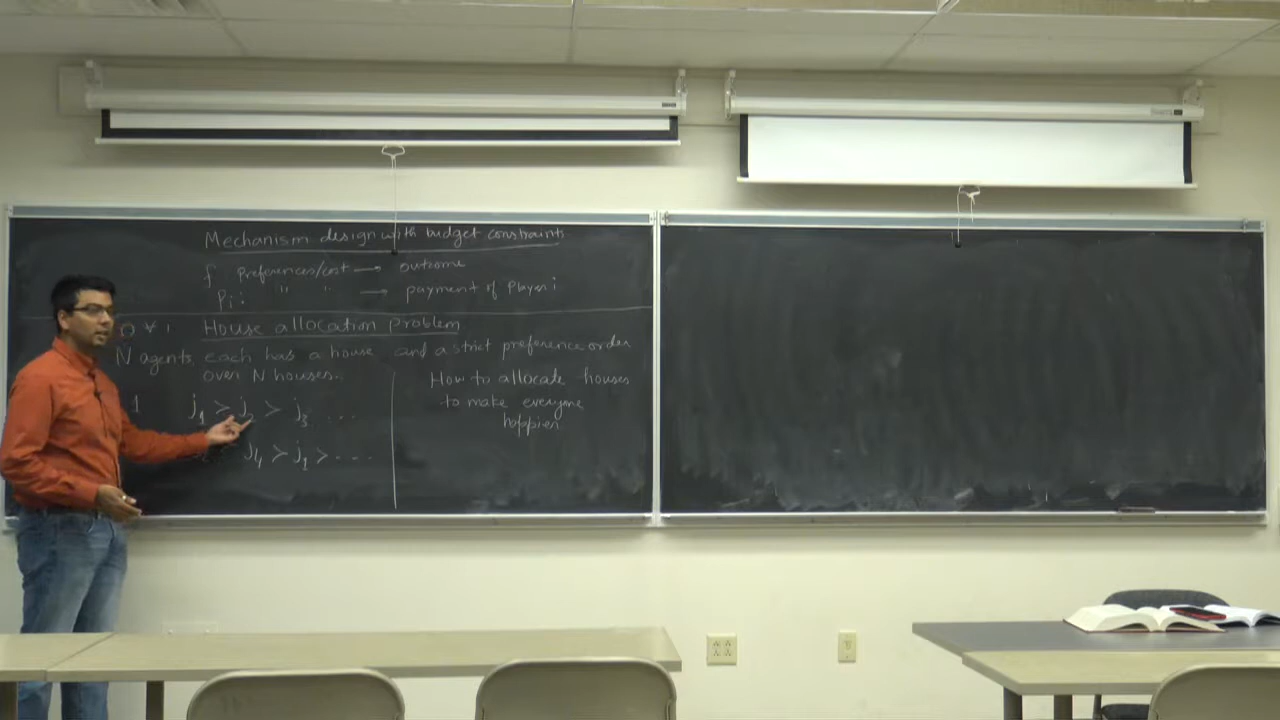 Mechanism design with budget constraints
f preferences/cost → outcome
Pi: " " → payment of player i
House allocation problem
N agents, each has a house and a strict preference order
over N houses.
1 j1 > j2 > j3 ...
j4 > j1 > ...
How to allocate houses
to make everyone
happier